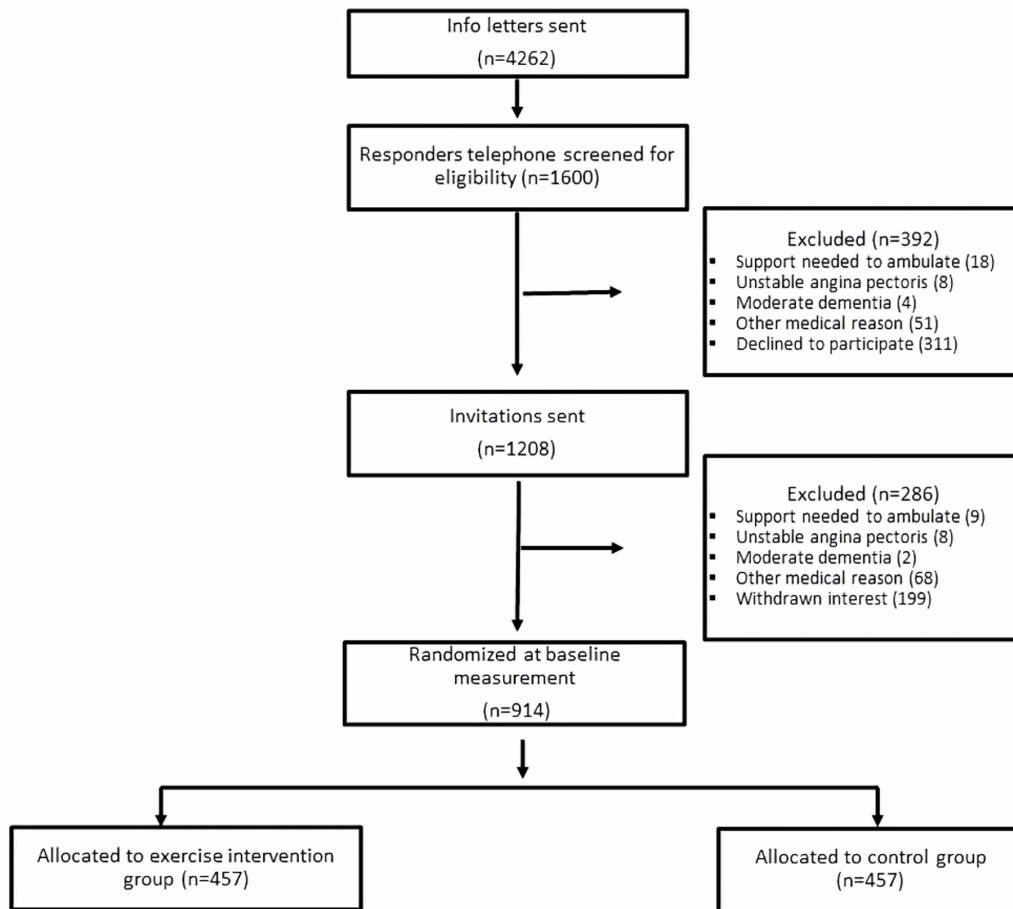 Info letters sent
(n=4262)
Responders telephone screened for
eligibility (n=1600)
Excluded (n=392)
▪ Support needed to ambulate (18)
▪ Unstable angina pectoris (8)
▪ Moderate dementia (4)
▪ Other medical reason (51)
▪ Declined to participate (311)
Invitations sent
(n=1208)
Excluded (n=286)
▪ Support needed to ambulate (9)
▪ Unstable angina pectoris (8)
▪ Moderate dementia (2)
▪ Other medical reason (68)
▪ Withdrawn interest (199)
Randomized at baseline
measurement
(n=914)
Allocated to exercise intervention
group (n=457)
Allocated to control group
(n=457)